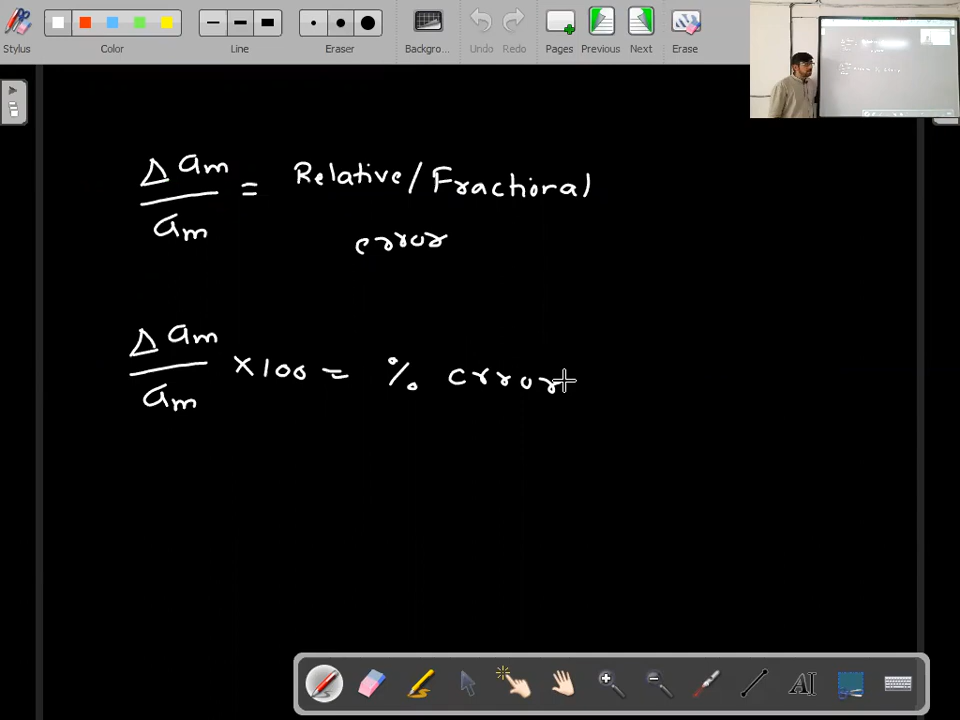 Stylus Color Line Eraser Backgro... Undo Redo Pages Previous Next Erase
Δam/am = Relative/Fractional
error
Δam/am ×100 = % error
AI